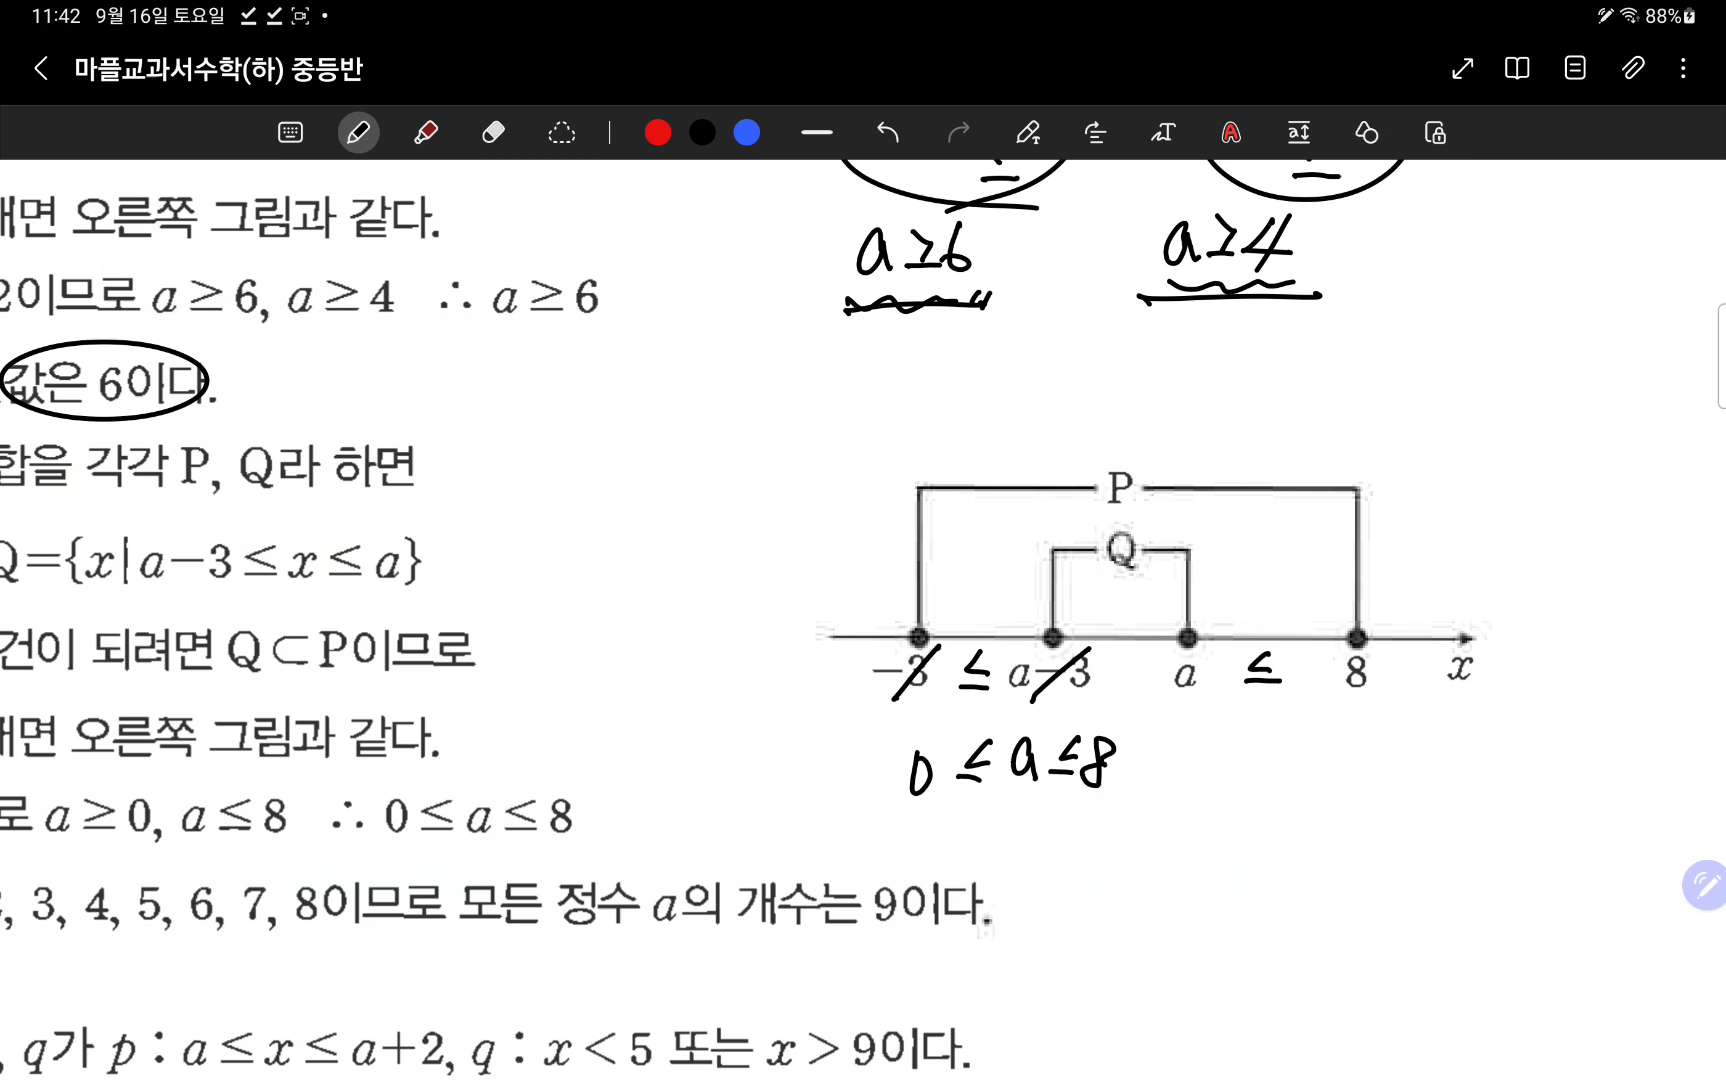 11:42 9월 16일 토요일
88%
마플교과서수학(하) 중등반
내면 오른쪽 그림과 같다.
a≥6 a≥4
2이므로 a≥6, a≥4 ∴ a≥6
값은 6이다.
합을 각각 P, Q라 하면
P
Q={x|a−3≤x≤a}
Q
건이 되려면 Q⊂P이므로
−3 ≤ a−3 a ≤ 8 x
내면 오른쪽 그림과 같다.
0≤a≤8
로 a≥0, a≤8 ∴ 0≤a≤8
, 3, 4, 5, 6, 7, 8이므로 모든 정수 a의 개수는 9이다.
, q가 p : a≤x≤a+2, q : x<5 또는 x>9이다.